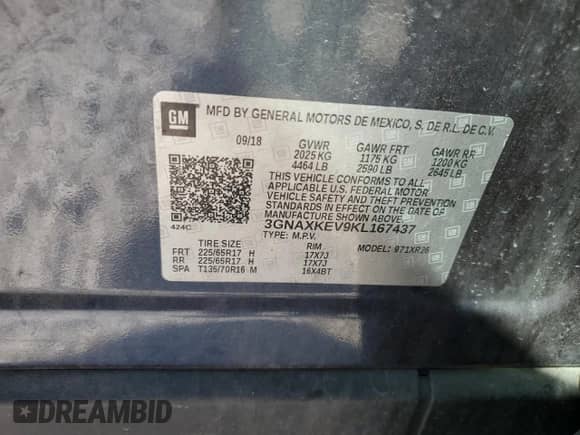 GM
MFD BY GENERAL MOTORS DE MEXICO, S. DE R.L. DE C.V.
09/18 GVWR GAWR FRT GAWR RR
2025 KG 1175 KG 1200 KG
4464 LB 2590 LB 2645 LB
THIS VEHICLE CONFORMS TO ALL
APPLICABLE U.S. FEDERAL MOTOR
VEHICLE SAFETY AND THEFT PREVENTION
STANDARDS IN EFFECT ON THE DATE OF
MANUFACTURE SHOWN ABOVE.
424C 3GNAXKEV9KL167437
TYPE: M.P.V. MODEL: 971XR26
TIRE SIZE RIM
FRT 225/65R17 H 17X7J
RR 225/65R17 H 17X7J
SPA T135/70R16 M 16X4BT
DREAMBID